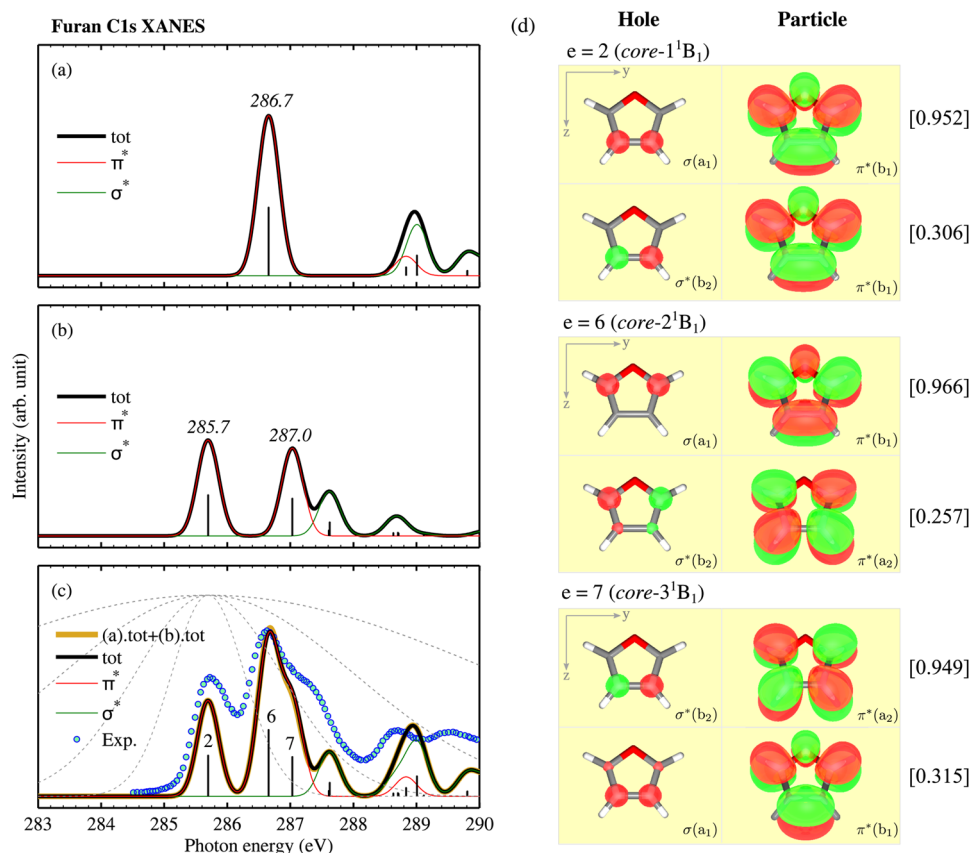 Furan C1s XANES
(a)
286.7
tot
π*
σ*
(b)
285.7
287.0
tot
π*
σ*
(c)
(a).tot+(b).tot
tot
π*
σ*
Exp.
2
6
7
283 284 285 286 287 288 289 290
Photon energy (eV)
Intensity (arb. unit)
(d)
Hole Particle
e = 2 (core-1¹B₁)
y
z
σ(a₁)
π*(b₁)
[0.952]
σ*(b₂)
π*(b₁)
[0.306]
e = 6 (core-2¹B₁)
y
z
σ(a₁)
π*(b₁)
[0.966]
σ*(b₂)
π*(a₂)
[0.257]
e = 7 (core-3¹B₁)
y
z
σ*(b₂)
π*(a₂)
[0.949]
σ(a₁)
π*(b₁)
[0.315]